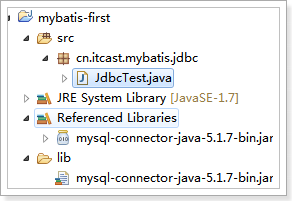 mybatis-first
src
cn.itcast.mybatis.jdbc
JdbcTest.java
JRE System Library [JavaSE-1.7]
Referenced Libraries
mysql-connector-java-5.1.7-bin.jar
lib
mysql-connector-java-5.1.7-bin.jar